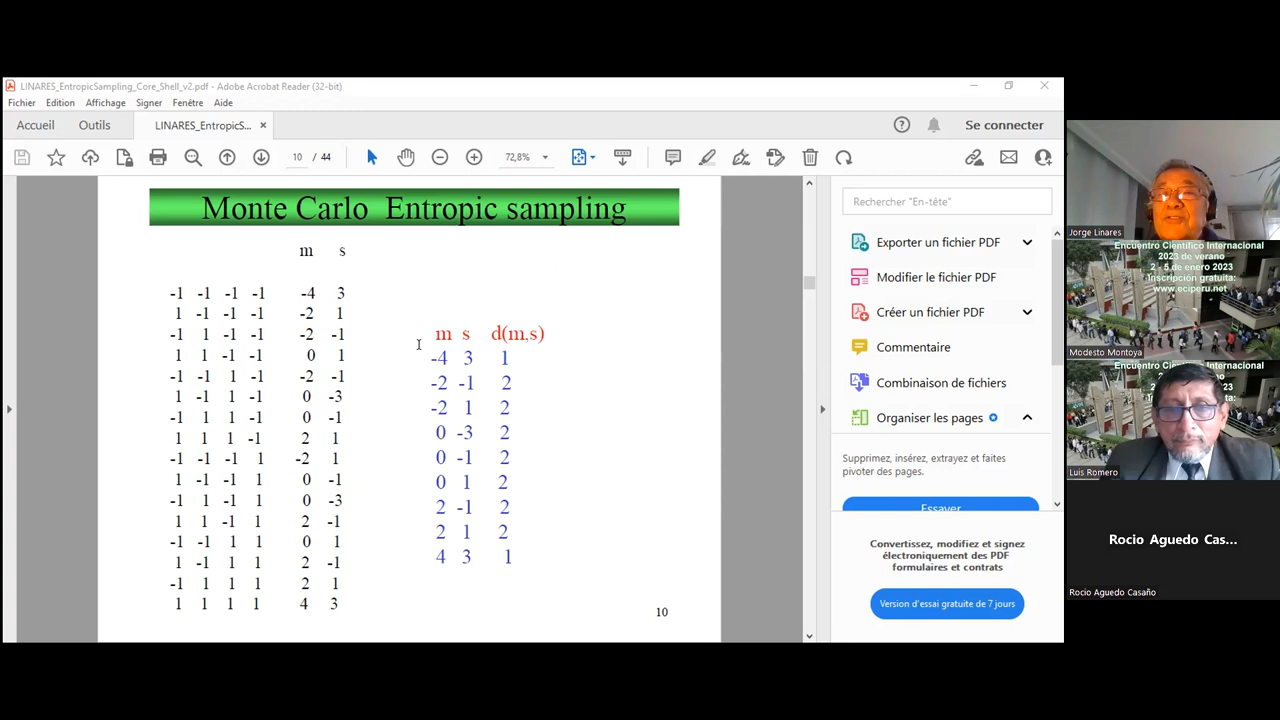 LINARES_EntropicSampling_Core_Shell_v2.pdf - Adobe Acrobat Reader (32-bit)
Fichier Edition Affichage Signer Fenêtre Aide
Accueil Outils LINARES_EntropicS... × Se connecter
10 / 44 72,8%
Monte Carlo Entropic sampling
m s
-1 -1 -1 -1 -4 3
1 -1 -1 -1 -2 1
-1 1 -1 -1 -2 -1
1 1 -1 -1 0 1
-1 -1 1 -1 -2 -1
1 -1 1 -1 0 -3
-1 1 1 -1 0 -1
1 1 1 -1 2 1
-1 -1 -1 1 -2 1
1 -1 -1 1 0 -1
-1 1 -1 1 0 -3
1 1 -1 1 2 -1
-1 -1 1 1 0 1
1 -1 1 1 2 -1
-1 1 1 1 2 1
1 1 1 1 4 3
m s d(m,s)
-4 3 1
-2 -1 2
-2 1 2
0 -3 2
0 -1 2
0 1 2
2 -1 2
2 1 2
4 3 1
10
Rechercher "En-tête"
Exporter un fichier PDF
Modifier le fichier PDF
Créer un fichier PDF
Commentaire
Combinaison de fichiers
Organiser les pages
Supprimez, insérez, extrayez et faites
pivotez des pages.
Essayer
Convertissez, modifiez et signez
électroniquement des PDF
formulaires et contrats
Version d'essai gratuite de 7 jours
Jorge Linares
Encuentro Científico Internacional
2023 de verano
2 - 5 de enero 2023
Inscripción gratuita:
www.eciperu.net
Modesto Montoya
Encuentro Científico Internacional
Luis Romero
Rocio Aguedo Cas...
Rocio Aguedo Casaño